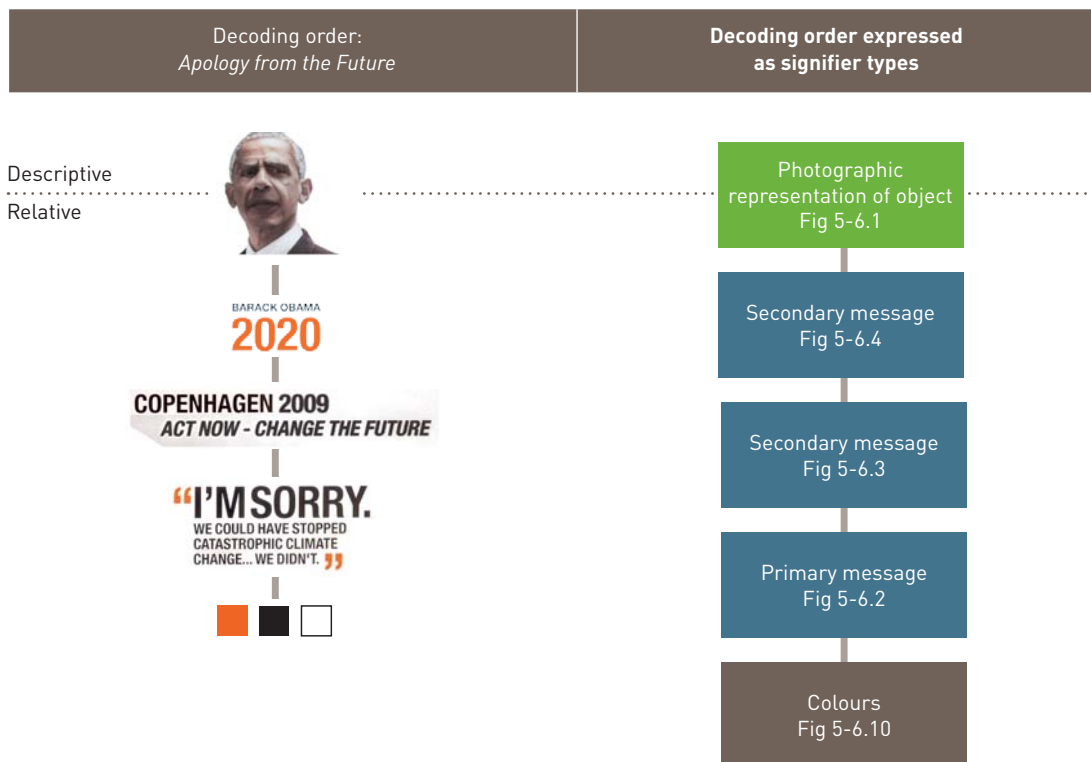 Decoding order:
Apology from the Future
Decoding order expressed
as signifier types
Descriptive
Relative
Photographic
representation of object
Fig 5-6.1
BARACK OBAMA
2020
Secondary message
Fig 5-6.4
COPENHAGEN 2009
ACT NOW - CHANGE THE FUTURE
Secondary message
Fig 5-6.3
“I'M SORRY.
WE COULD HAVE STOPPED
CATASTROPHIC CLIMATE
CHANGE... WE DIDN'T. ”
Primary message
Fig 5-6.2
Colours
Fig 5-6.10